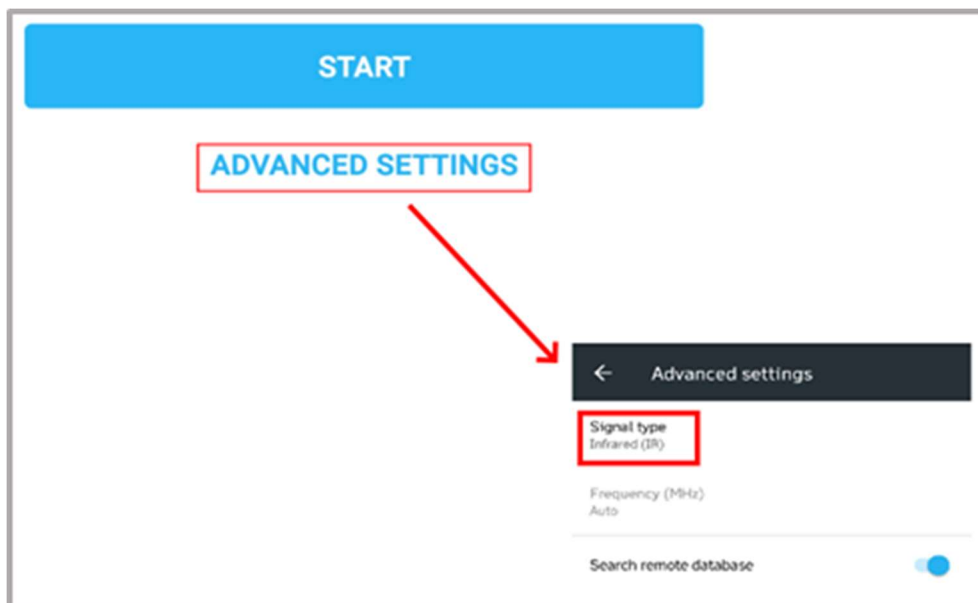 START
ADVANCED SETTINGS
Advanced settings
Signal type
Infrared (IR)
Frequency (MHz)
Auto
Search remote database